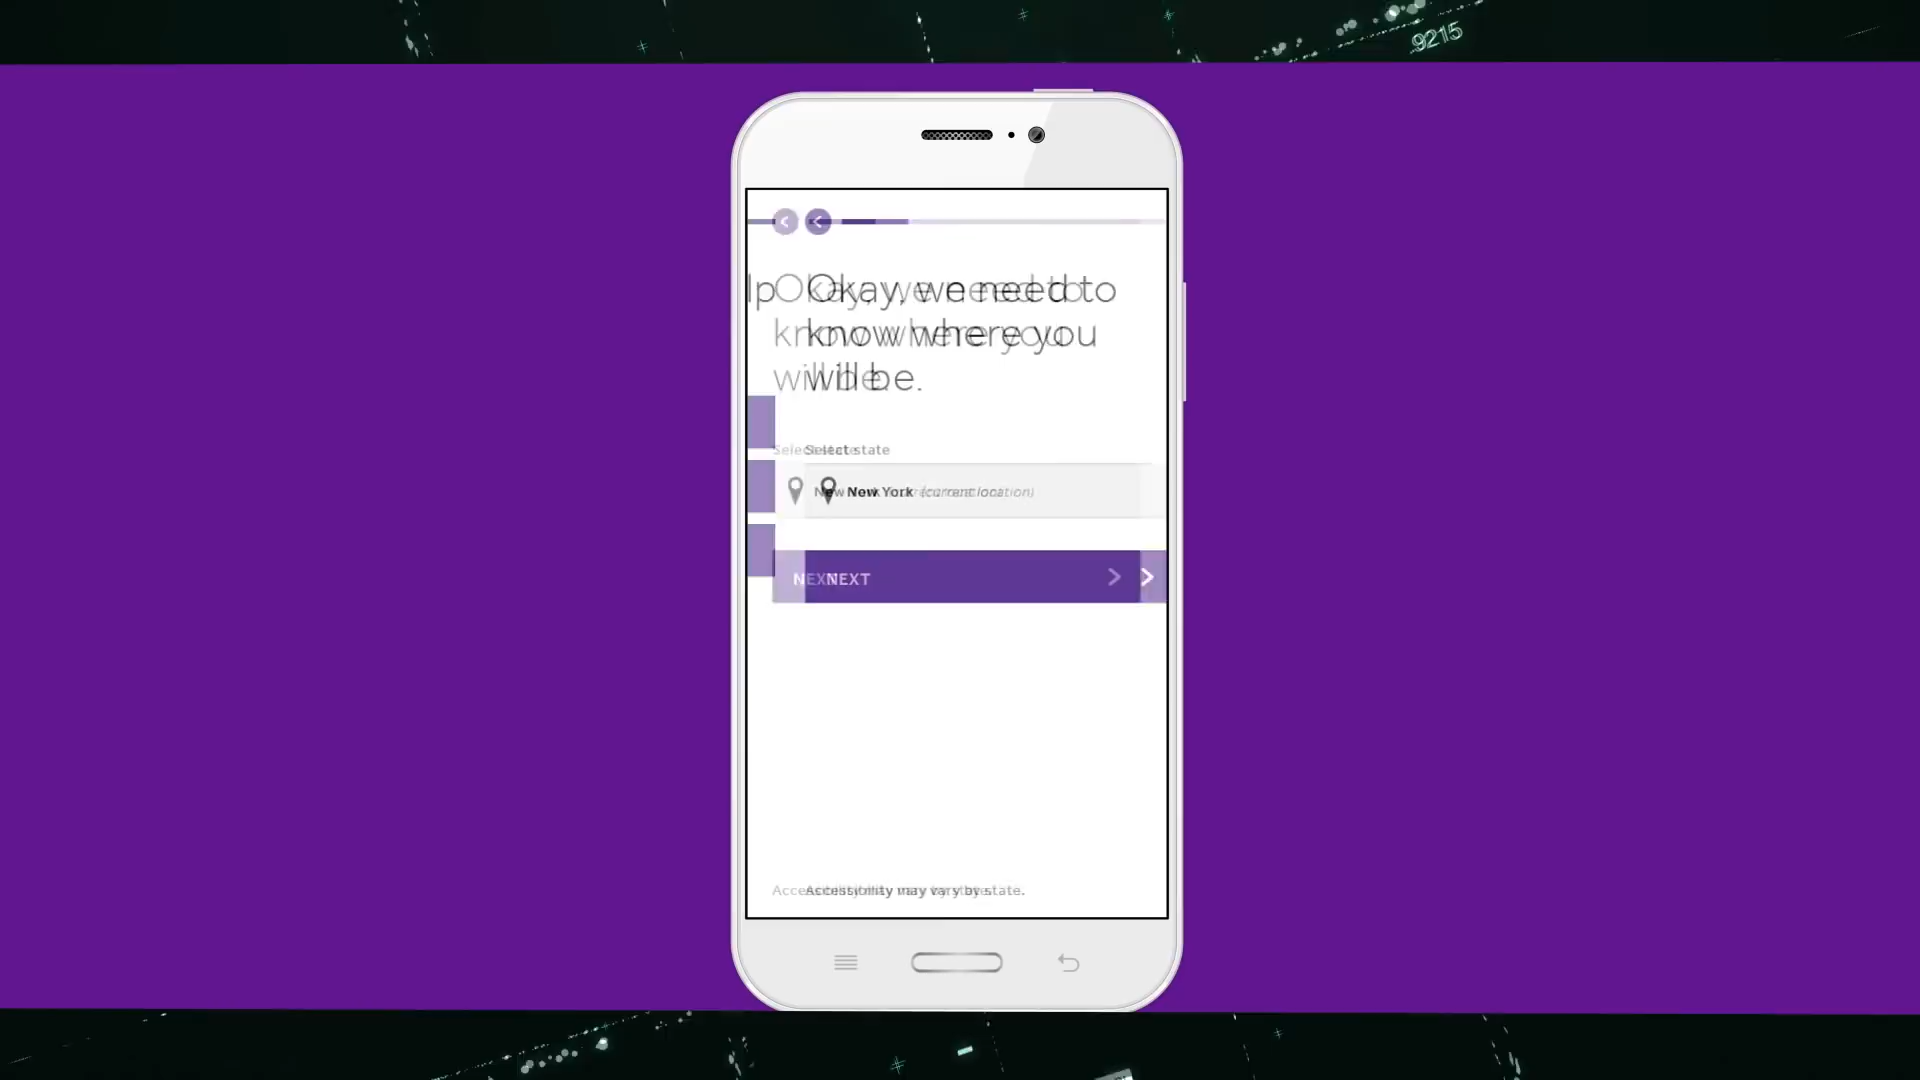 9215
lp
Okay, we need to
know where you
will be.
Select state
New York (current location)
NEXT
Accessibility may vary by state.